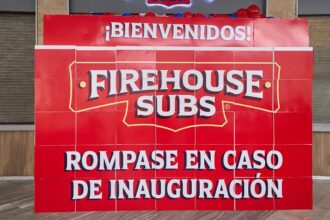 ¡BIENVENIDOS!
FIREHOUSE
SUBS®
ROMPASE EN CASO
DE INAUGURACIÓN